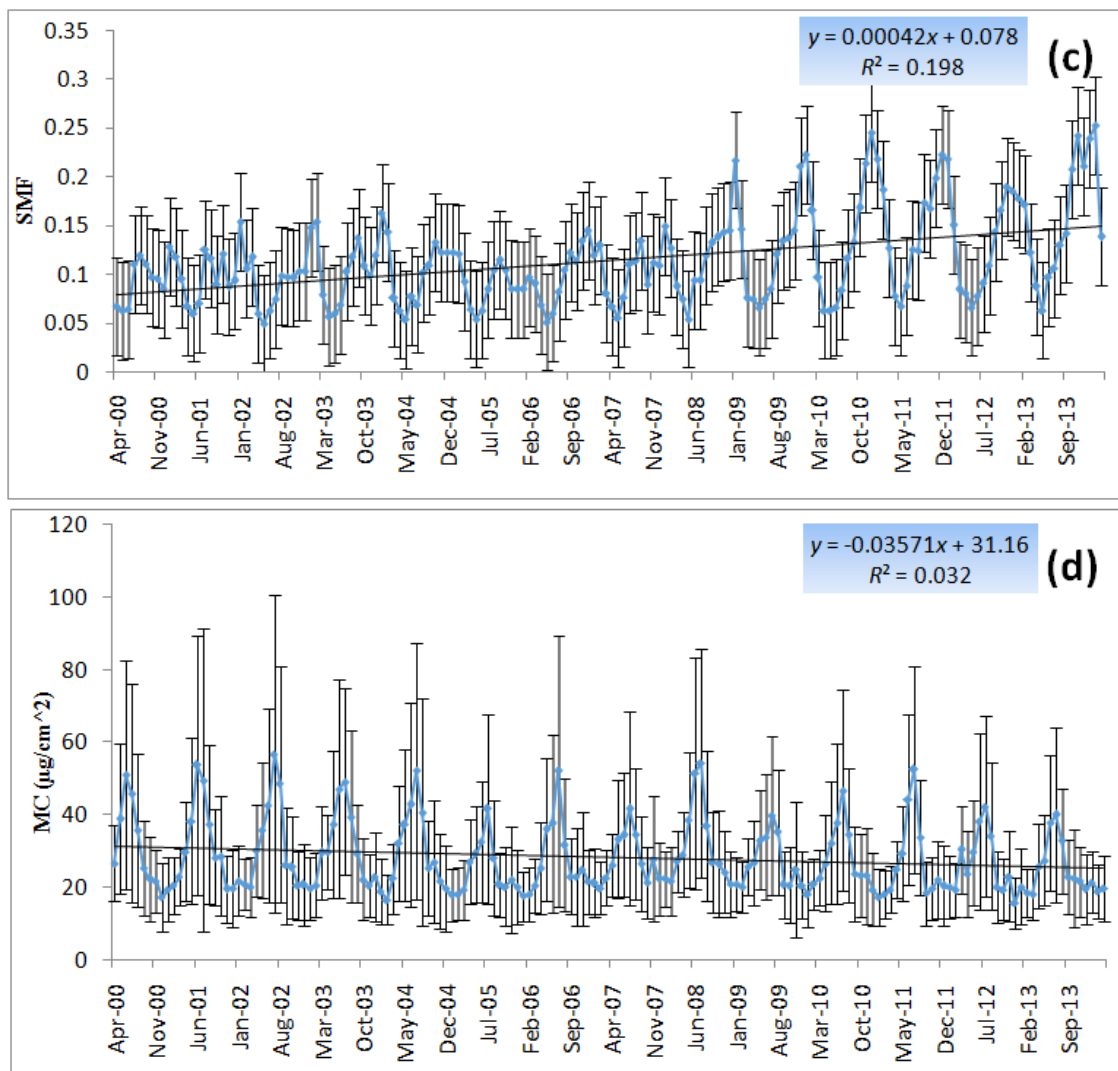 y = 0.00042x + 0.078
R² = 0.198
(c)
SMF
0.35
0.3
0.25
0.2
0.15
0.1
0.05
0
Apr-00
Nov-00
Jun-01
Jan-02
Aug-02
Mar-03
Oct-03
May-04
Dec-04
Jul-05
Feb-06
Sep-06
Apr-07
Nov-07
Jun-08
Jan-09
Aug-09
Mar-10
Oct-10
May-11
Dec-11
Jul-12
Feb-13
Sep-13
y = -0.03571x + 31.16
R² = 0.032
(d)
MC (µg/cm^2)
120
100
80
60
40
20
0
Apr-00
Nov-00
Jun-01
Jan-02
Aug-02
Mar-03
Oct-03
May-04
Dec-04
Jul-05
Feb-06
Sep-06
Apr-07
Nov-07
Jun-08
Jan-09
Aug-09
Mar-10
Oct-10
May-11
Dec-11
Jul-12
Feb-13
Sep-13